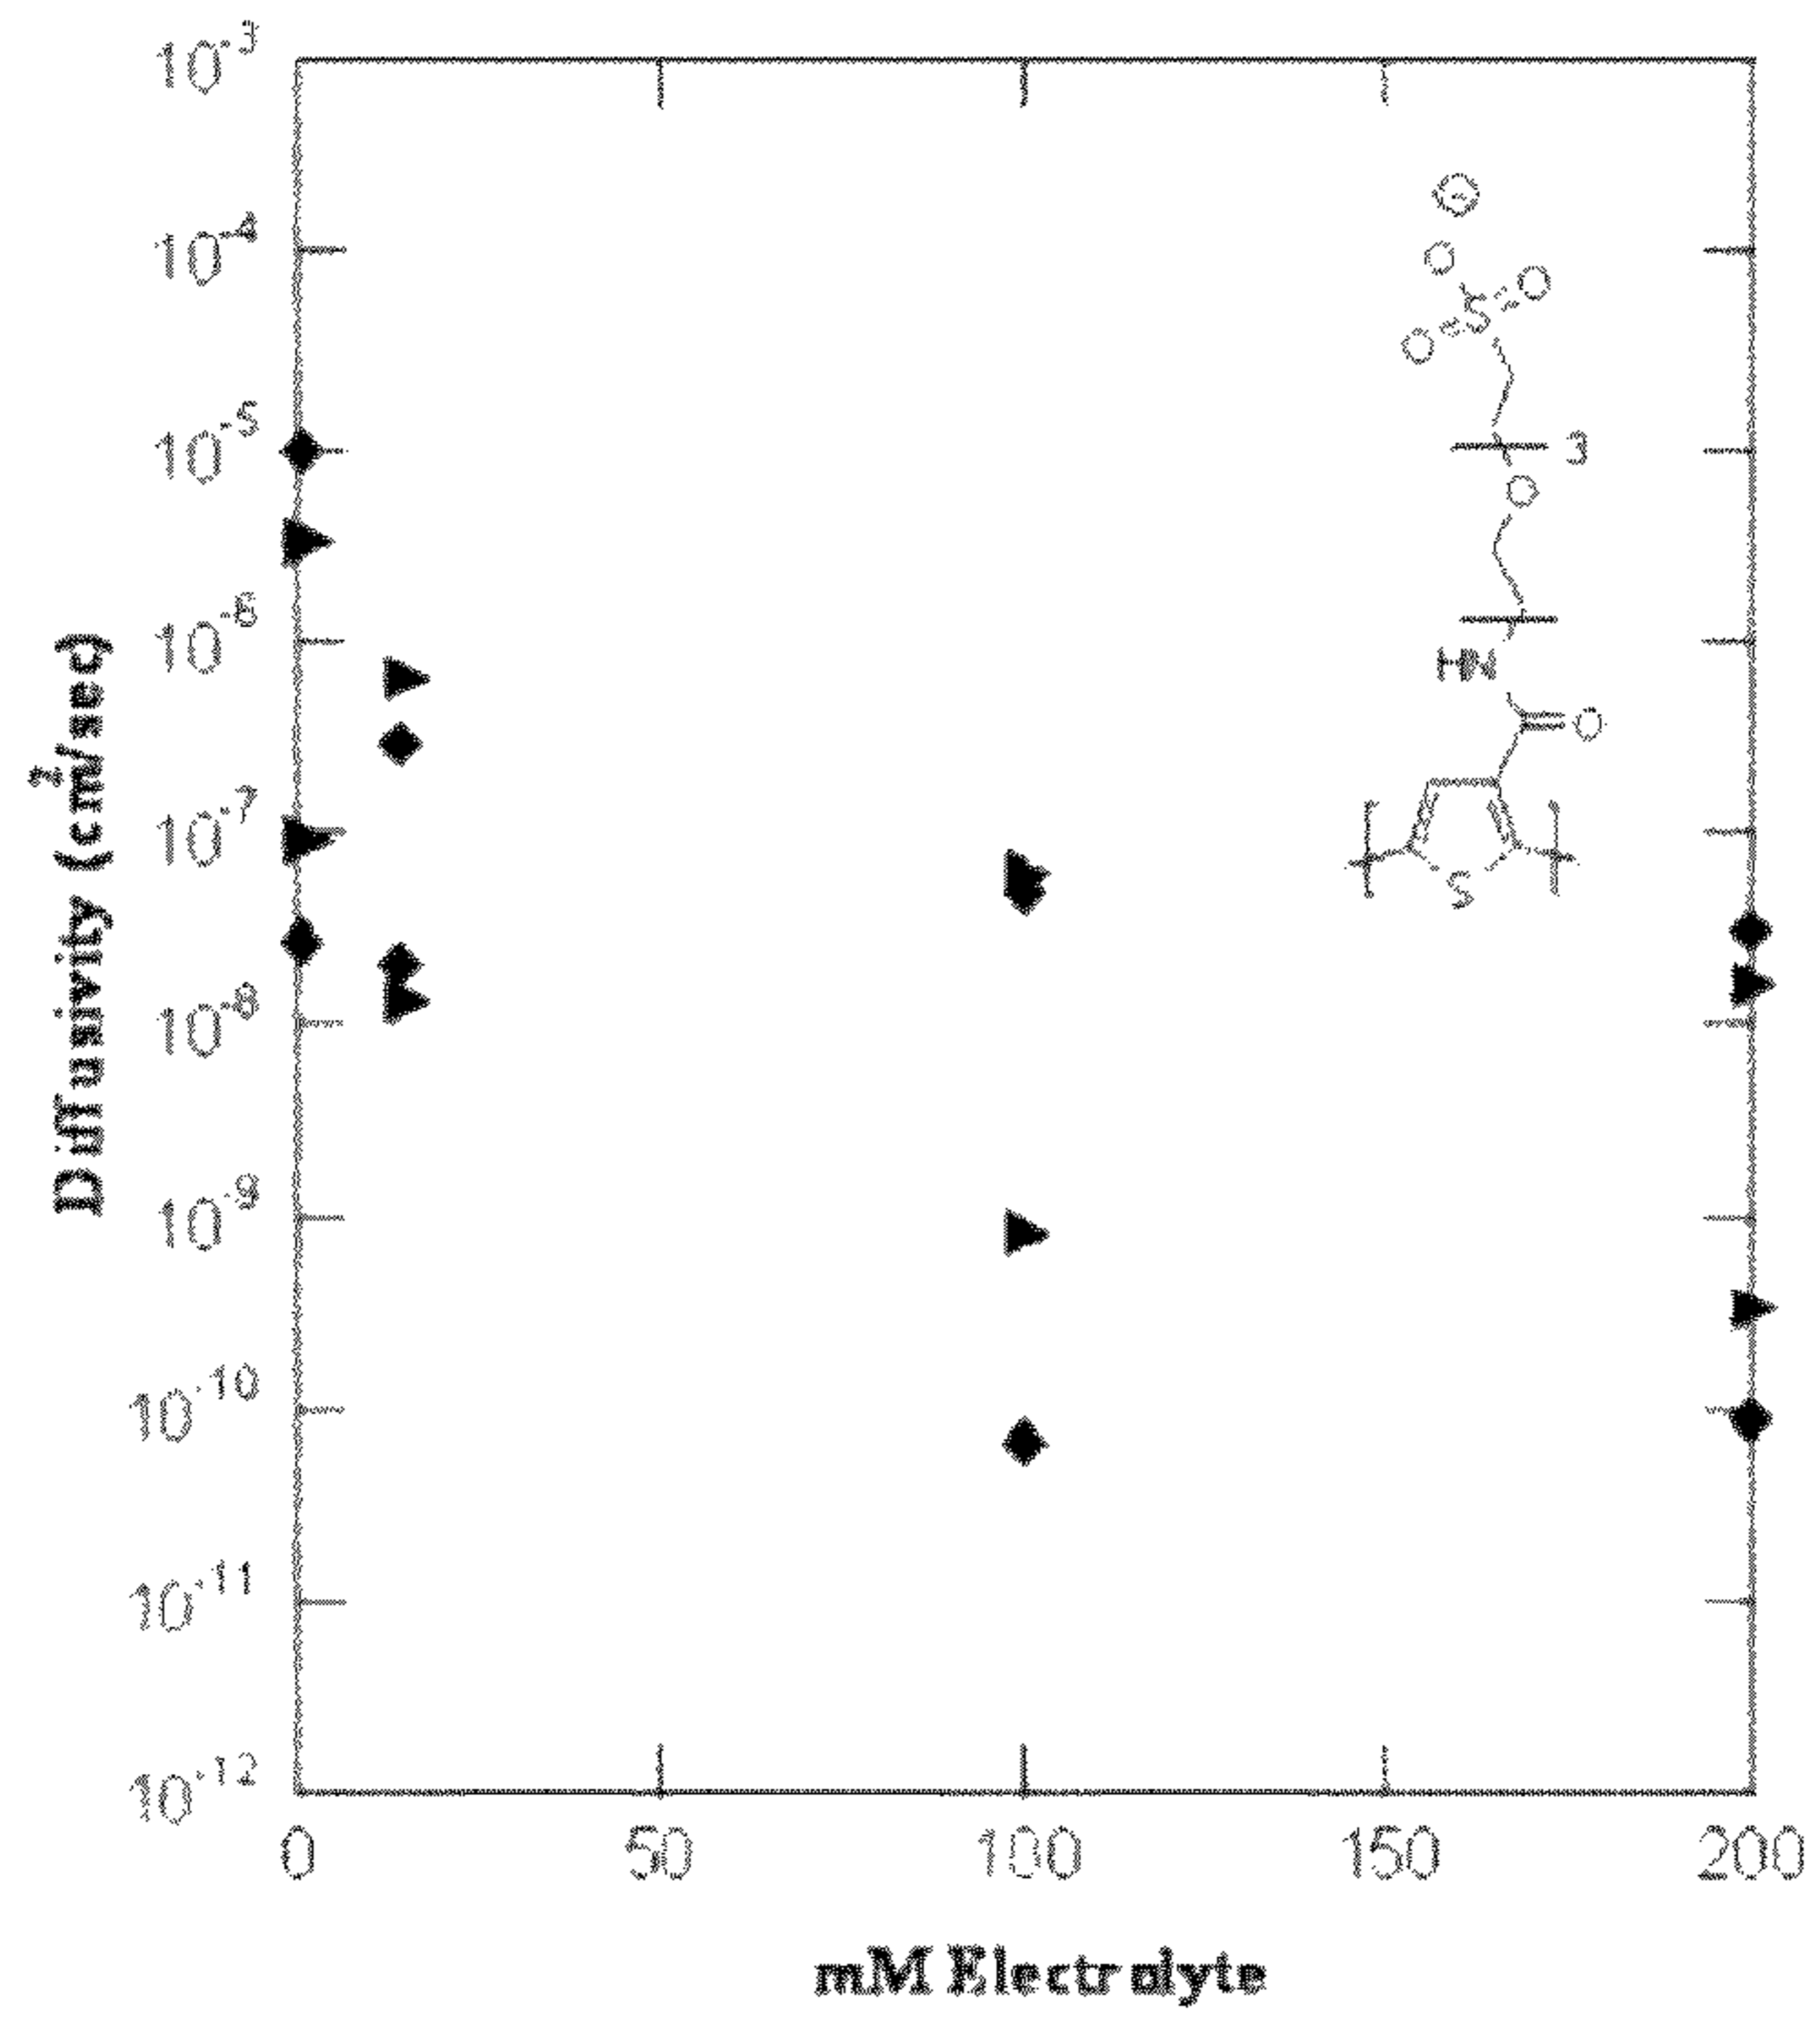 10⁻³
10⁻⁴
10⁻⁵
10⁻⁶
10⁻⁷
10⁻⁸
10⁻⁹
10⁻¹⁰
10⁻¹¹
10⁻¹²
Diffusivity (cm²/sec)
0
50
100
150
200
mM Electrolyte
⊖
O
S
O
O
3
O
HN
O
S